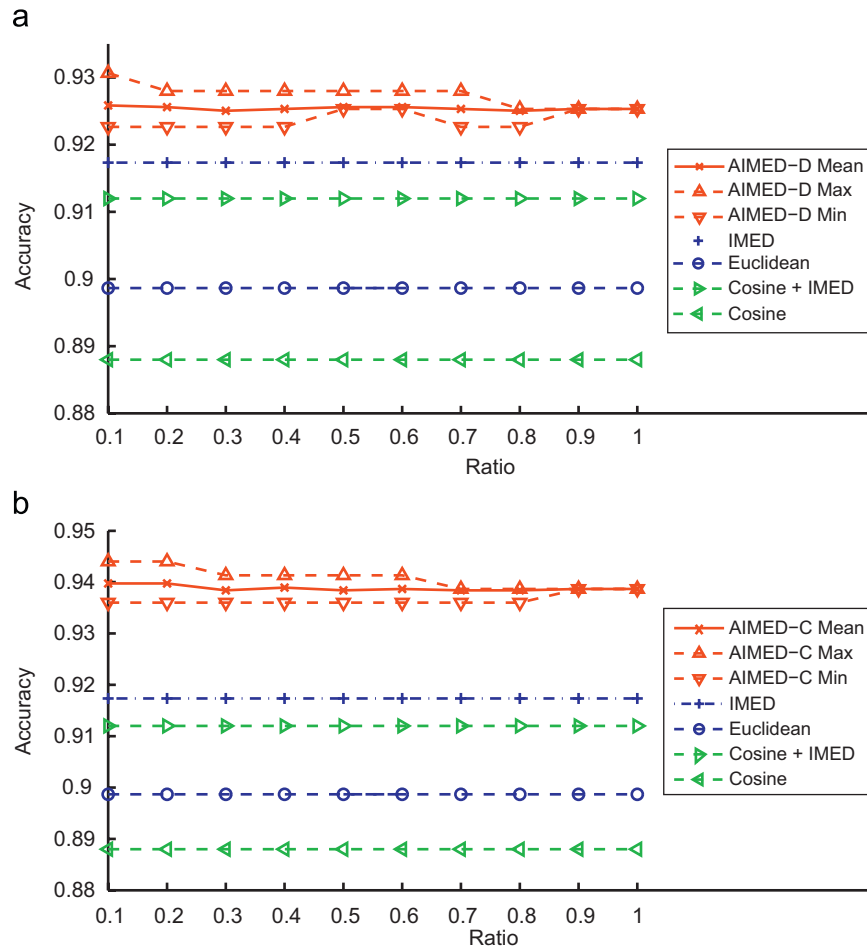 a
0.93
0.92
0.91
0.9
0.89
0.88
Accuracy
0.1 0.2 0.3 0.4 0.5 0.6 0.7 0.8 0.9 1
Ratio
AIMED-D Mean
AIMED-D Max
AIMED-D Min
IMED
Euclidean
Cosine + IMED
Cosine
b
0.95
0.94
0.93
0.92
0.91
0.9
0.89
0.88
Accuracy
0.1 0.2 0.3 0.4 0.5 0.6 0.7 0.8 0.9 1
Ratio
AIMED-C Mean
AIMED-C Max
AIMED-C Min
IMED
Euclidean
Cosine + IMED
Cosine